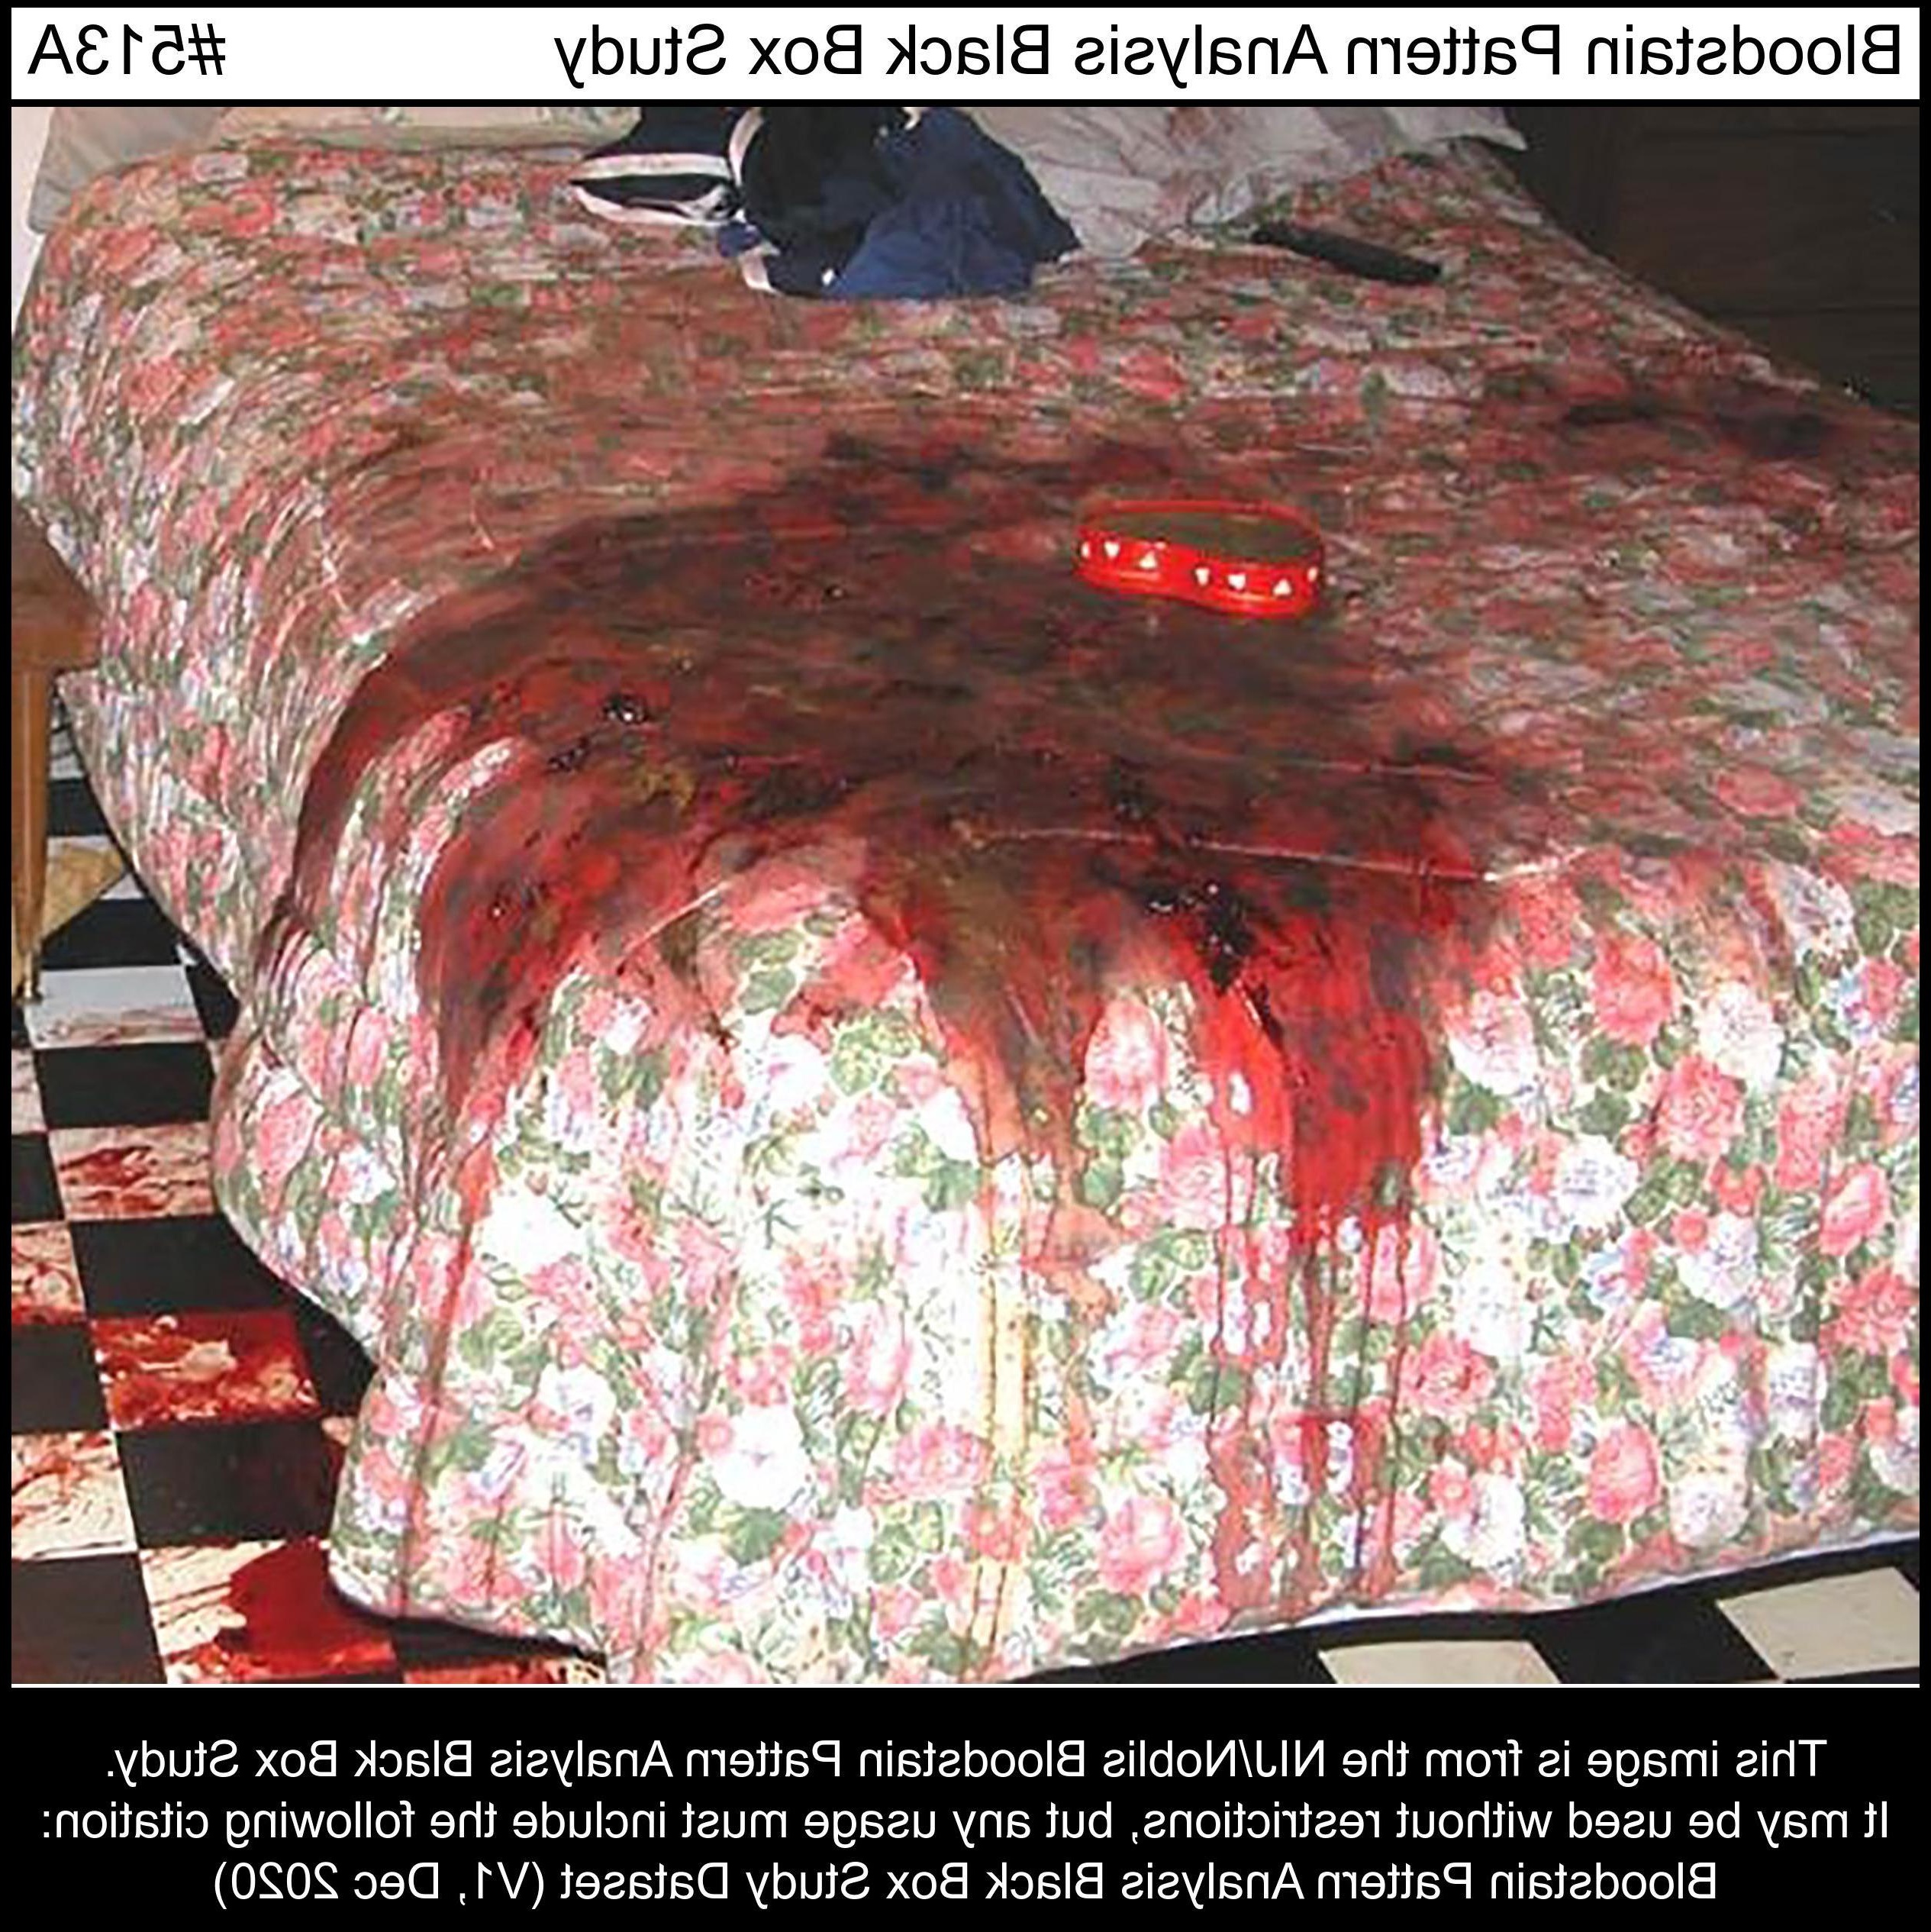 Bloodstain Pattern Analysis Black Box Study #513A
This image is from the NIJ/Noblis Bloodstain Pattern Analysis Black Box Study.
It may be used without restrictions, but any usage must include the following citation:
Bloodstain Pattern Analysis Black Box Study Dataset (V1, Dec 2020)